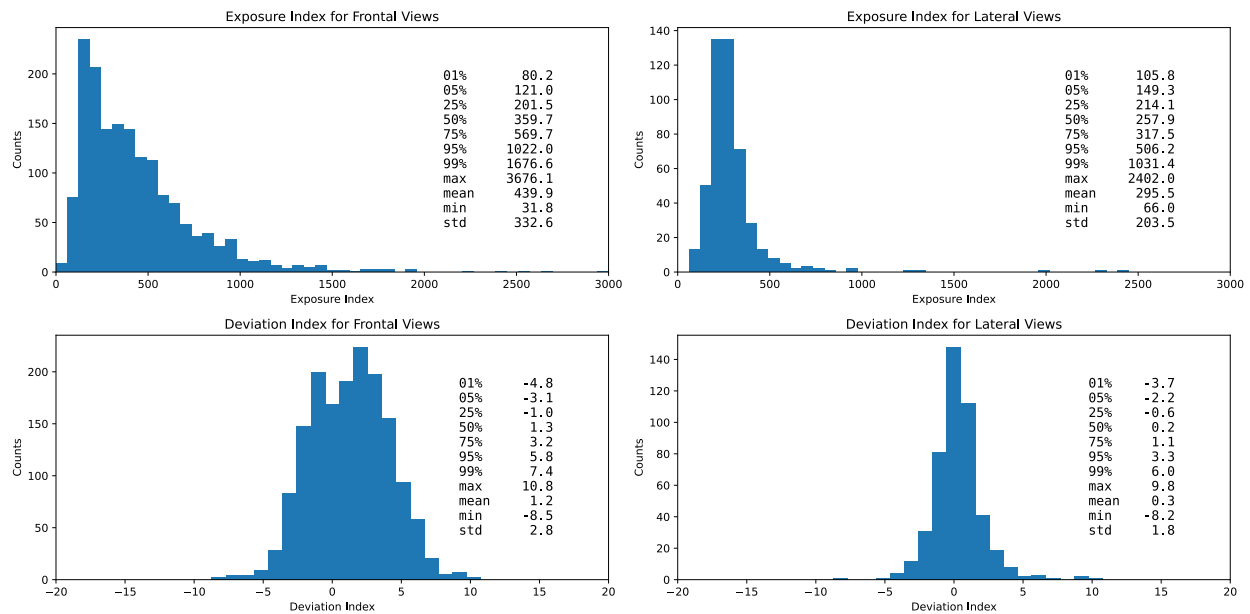 Exposure Index for Frontal Views
Counts
200
150
100
50
0
01% 80.2
05% 121.0
25% 201.5
50% 359.7
75% 569.7
95% 1022.0
99% 1676.6
max 3676.1
mean 439.9
min 31.8
std 332.6
0 500 1000 1500 2000 2500 3000
Exposure Index
Exposure Index for Lateral Views
Counts
140
120
100
80
60
40
20
0
01% 105.8
05% 149.3
25% 214.1
50% 257.9
75% 317.5
95% 506.2
99% 1031.4
max 2402.0
mean 295.5
min 66.0
std 203.5
0 500 1000 1500 2000 2500 3000
Exposure Index
Deviation Index for Frontal Views
Counts
200
150
100
50
0
01% -4.8
05% -3.1
25% -1.0
50% 1.3
75% 3.2
95% 5.8
99% 7.4
max 10.8
mean 1.2
min -8.5
std 2.8
−20 −15 −10 −5 0 5 10 15 20
Deviation Index
Deviation Index for Lateral Views
Counts
140
120
100
80
60
40
20
0
01% -3.7
05% -2.2
25% -0.6
50% 0.2
75% 1.1
95% 3.3
99% 6.0
max 9.8
mean 0.3
min -8.2
std 1.8
−20 −15 −10 −5 0 5 10 15 20
Deviation Index